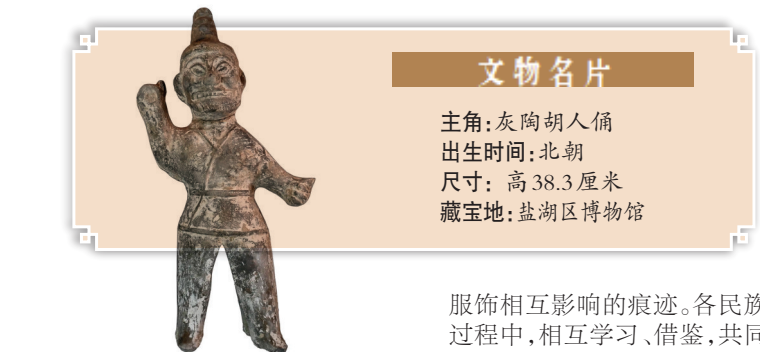 文物名片
主角:灰陶胡人俑
出生时间:北朝
尺寸: 高38.3厘米
藏宝地:盐湖区博物馆
服饰相互影响的痕迹。各民族
过程中,相互学习、借鉴,共同